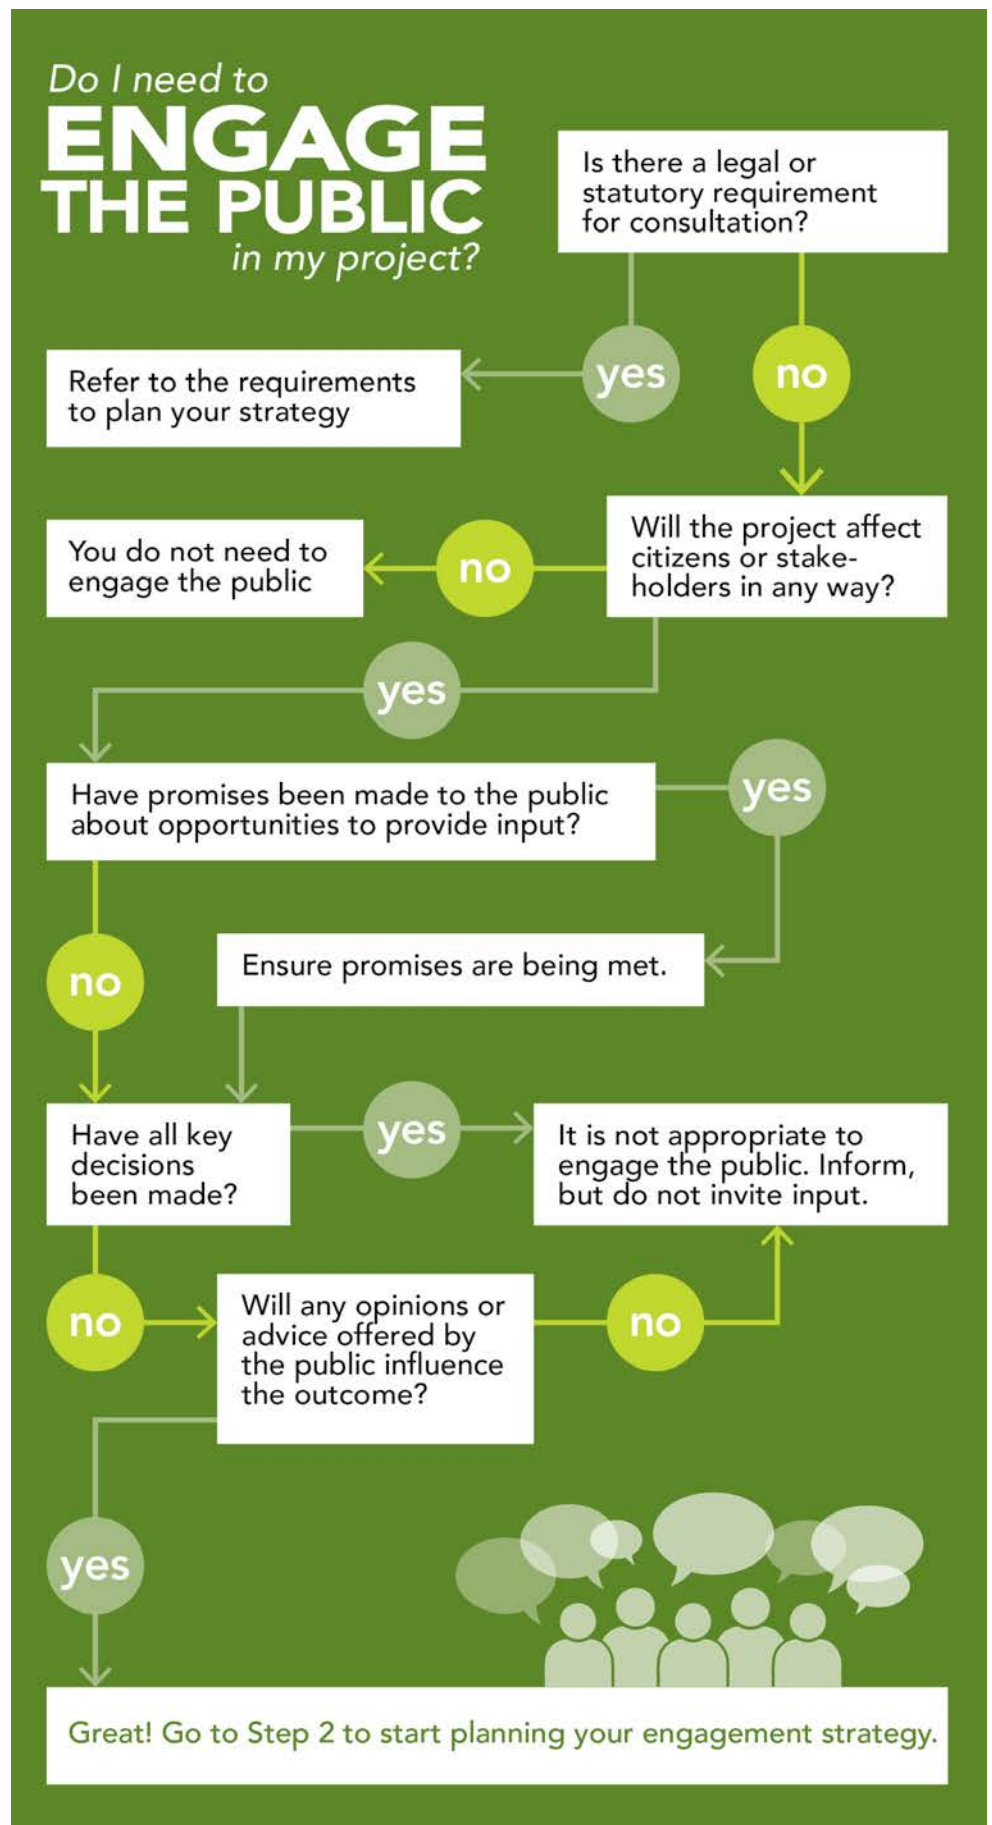 Do I need to
ENGAGE
THE PUBLIC
in my project?
Is there a legal or
statutory requirement
for consultation?
yes
no
Refer to the requirements
to plan your strategy
Will the project affect
citizens or stake-
holders in any way?
no
You do not need to
engage the public
yes
Have promises been made to the public
about opportunities to provide input?
yes
no
Ensure promises are being met.
Have all key
decisions
been made?
yes
It is not appropriate to
engage the public. Inform,
but do not invite input.
no
Will any opinions or
advice offered by
the public influence
the outcome?
no
yes
Great! Go to Step 2 to start planning your engagement strategy.